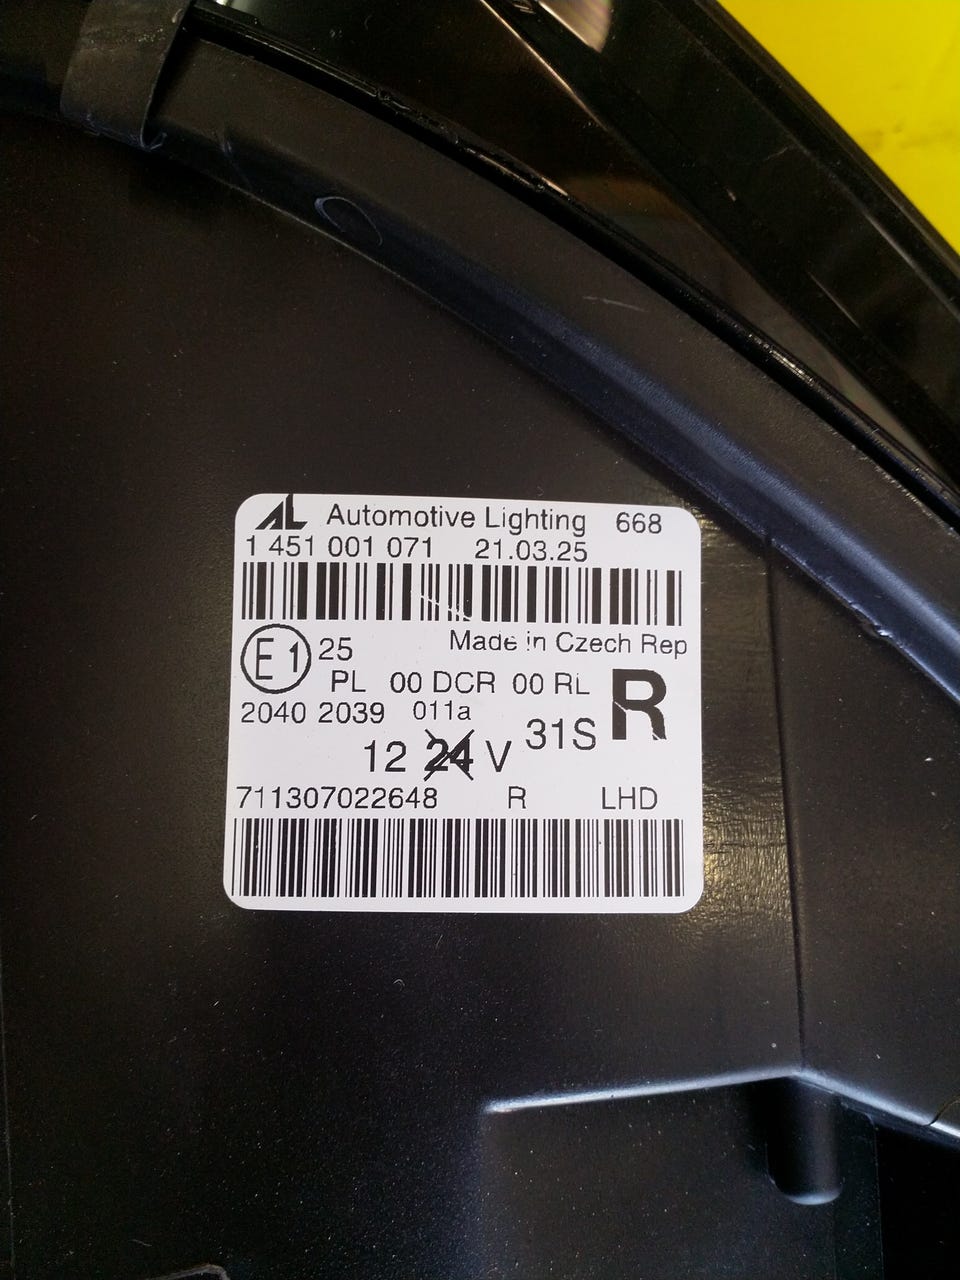 AL Automotive Lighting 668
1 451 001 071 21.03.25
Made in Czech Rep
E1 25
PL 00 DCR 00 RL R
2040 2039 011a
12 24 V 31S
711307022648 R LHD